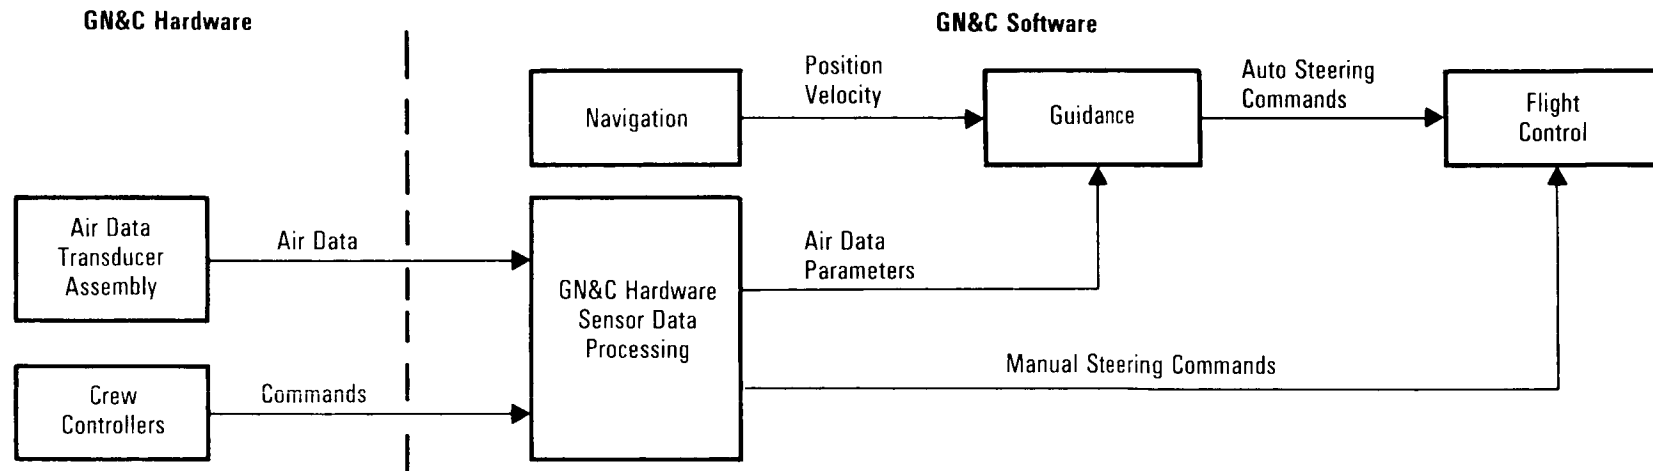 GN&C Hardware
GN&C Software
Navigation
Position
Velocity
Guidance
Auto Steering
Commands
Flight
Control
Air Data
Transducer
Assembly
Air Data
GN&C Hardware
Sensor Data
Processing
Air Data
Parameters
Manual Steering Commands
Crew
Controllers
Commands